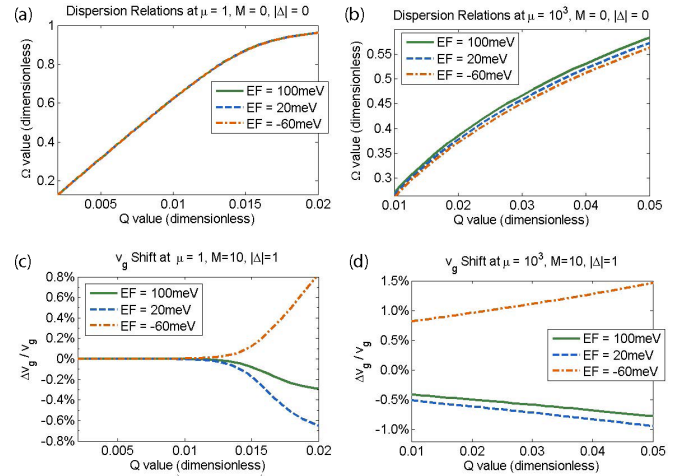 (a)
Dispersion Relations at μ = 1, M = 0, |Δ| = 0
Ω value (dimensionless)
1
0.8
0.6
0.4
0.2
EF = 100meV
EF = 20meV
EF = -60meV
0.005 0.01 0.015 0.02
Q value (dimensionless)
(b)
Dispersion Relations at μ = 10³, M = 0, |Δ| = 0
Ω value (dimensionless)
0.55
0.5
0.45
0.4
0.35
0.3
EF = 100meV
EF = 20meV
EF = -60meV
0.01 0.02 0.03 0.04 0.05
Q value (dimensionless)
(c)
vg Shift at μ = 1, M=10, |Δ|=1
Δvg / vg
0.8%
0.6%
0.4%
0.2%
0%
-0.2%
-0.4%
-0.6%
-0.8%
EF = 100meV
EF = 20meV
EF = -60meV
0.005 0.01 0.015 0.02
Q value (dimensionless)
(d)
vg Shift at μ = 10³, M=10, |Δ|=1
Δvg / vg
1.5%
1.0%
0.5%
0.0%
-0.5%
-1.0%
EF = 100meV
EF = 20meV
EF = -60meV
0.01 0.02 0.03 0.04 0.05
Q value (dimensionless)